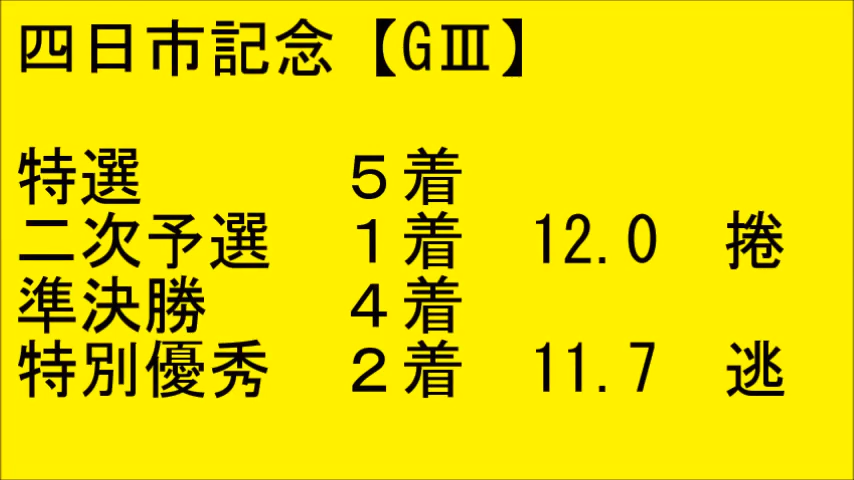 四日市記念【GⅢ】
特選 5着
二次予選 1着 12.0 捲
準決勝 4着
特別優秀 2着 11.7 逃